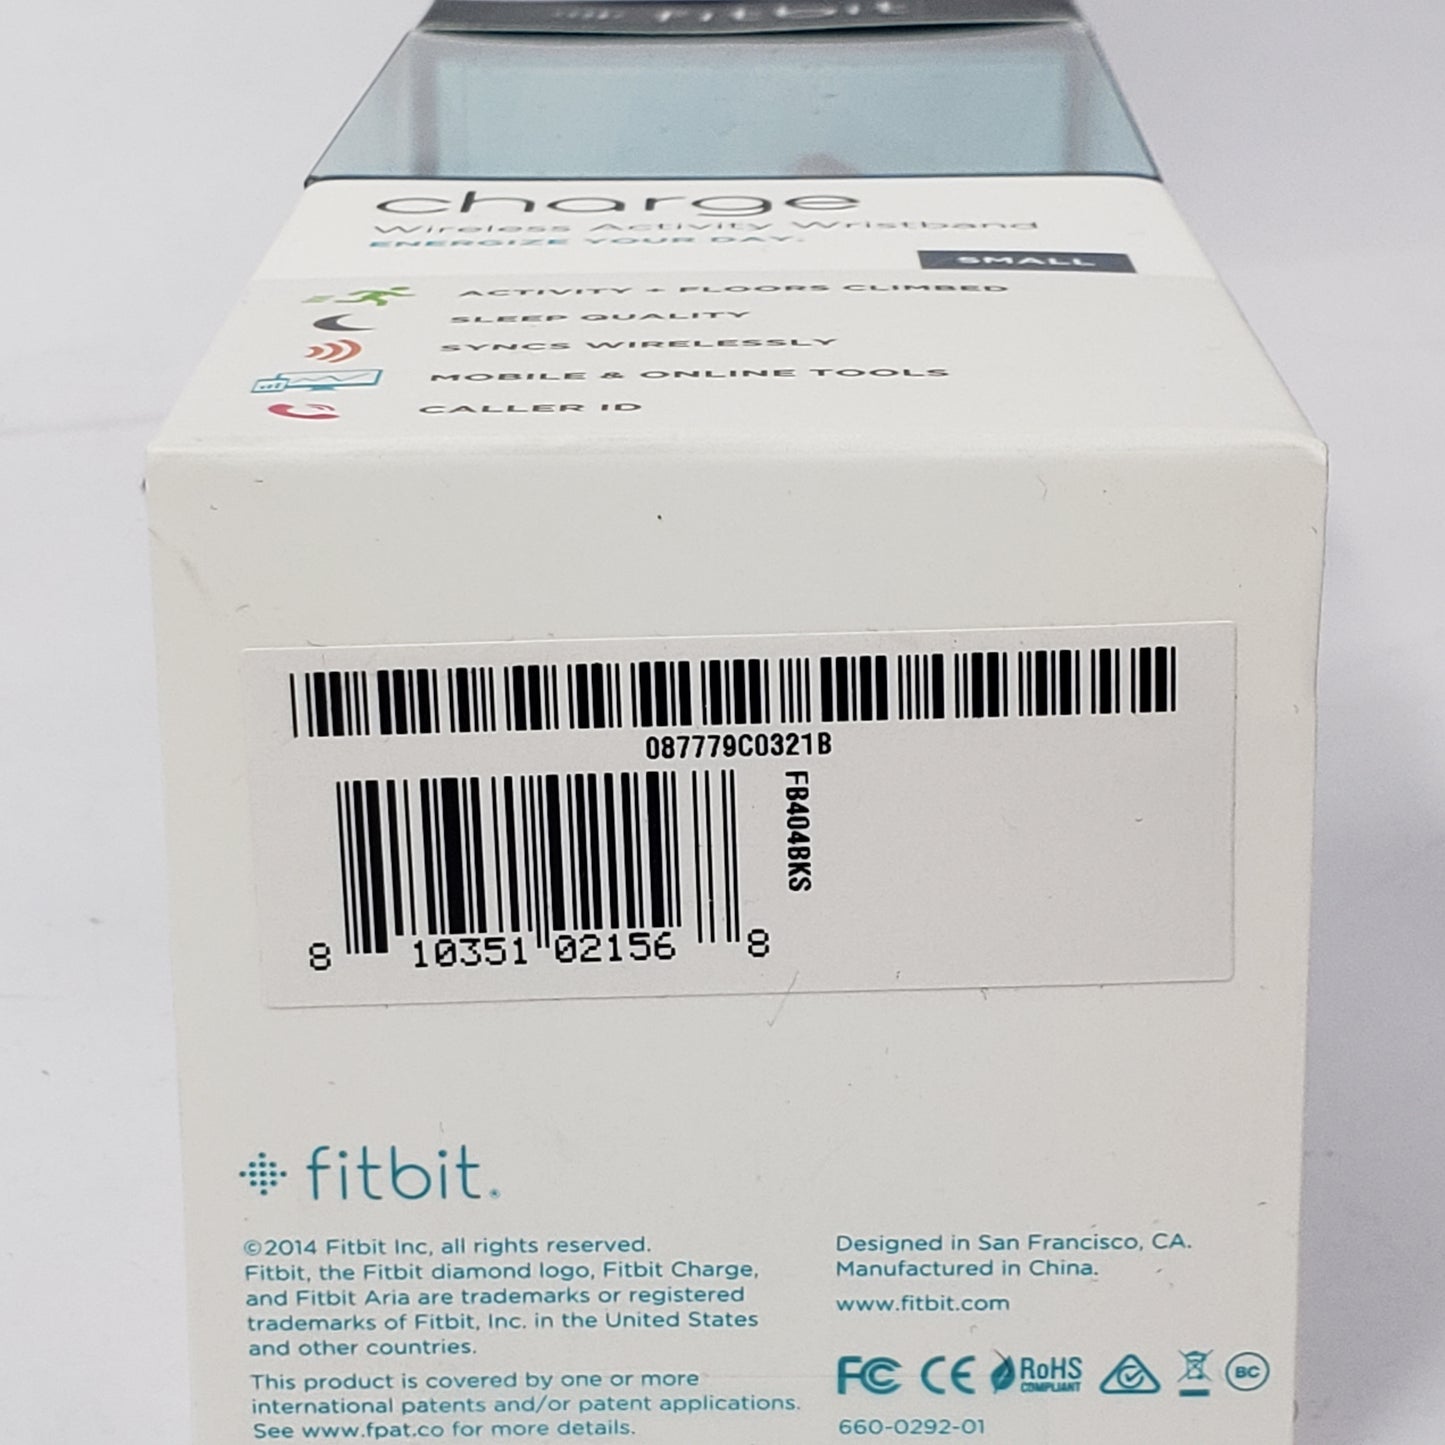 fitbit
charge
Wireless Activity Wristband
ENERGIZE YOUR DAY.
SMALL
ACTIVITY + FLOORS CLIMBED
SLEEP QUALITY
SYNCS WIRELESSLY
MOBILE & ONLINE TOOLS
CALLER ID
087779C0321B
FB404BKS
8 10351 02156 8
fitbit®
©2014 Fitbit Inc, all rights reserved.
Fitbit, the Fitbit diamond logo, Fitbit Charge,
and Fitbit Aria are trademarks or registered
trademarks of Fitbit, Inc. in the United States
and other countries.
This product is covered by one or more
international patents and/or patent applications.
See www.fpat.co for more details.
Designed in San Francisco, CA.
Manufactured in China.
www.fitbit.com
FC CE RoHS
COMPLIANT
BC
660-0292-01